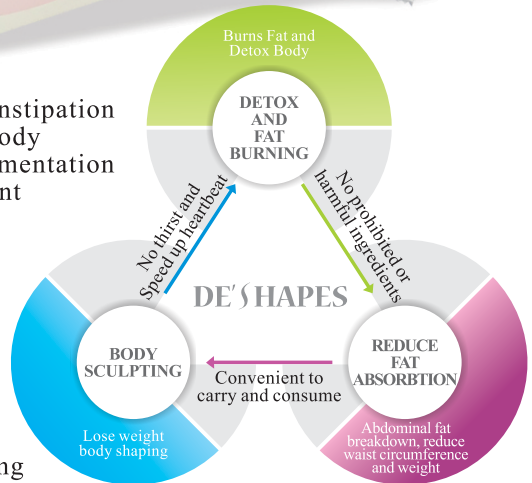 Burns Fat and
Detox Body
DETOX
AND
FAT
BURNING
nstipation
ody
mentation
nt
No thirst and
Speed up heartbeat
No prohibited or
harmful ingredients
DE'SHAPES
BODY
SCULPTING
REDUCE
FAT
ABSORBTION
Convenient to
carry and consume
Lose weight
body shaping
Abdominal fat
breakdown, reduce
waist circumference
and weight
ng